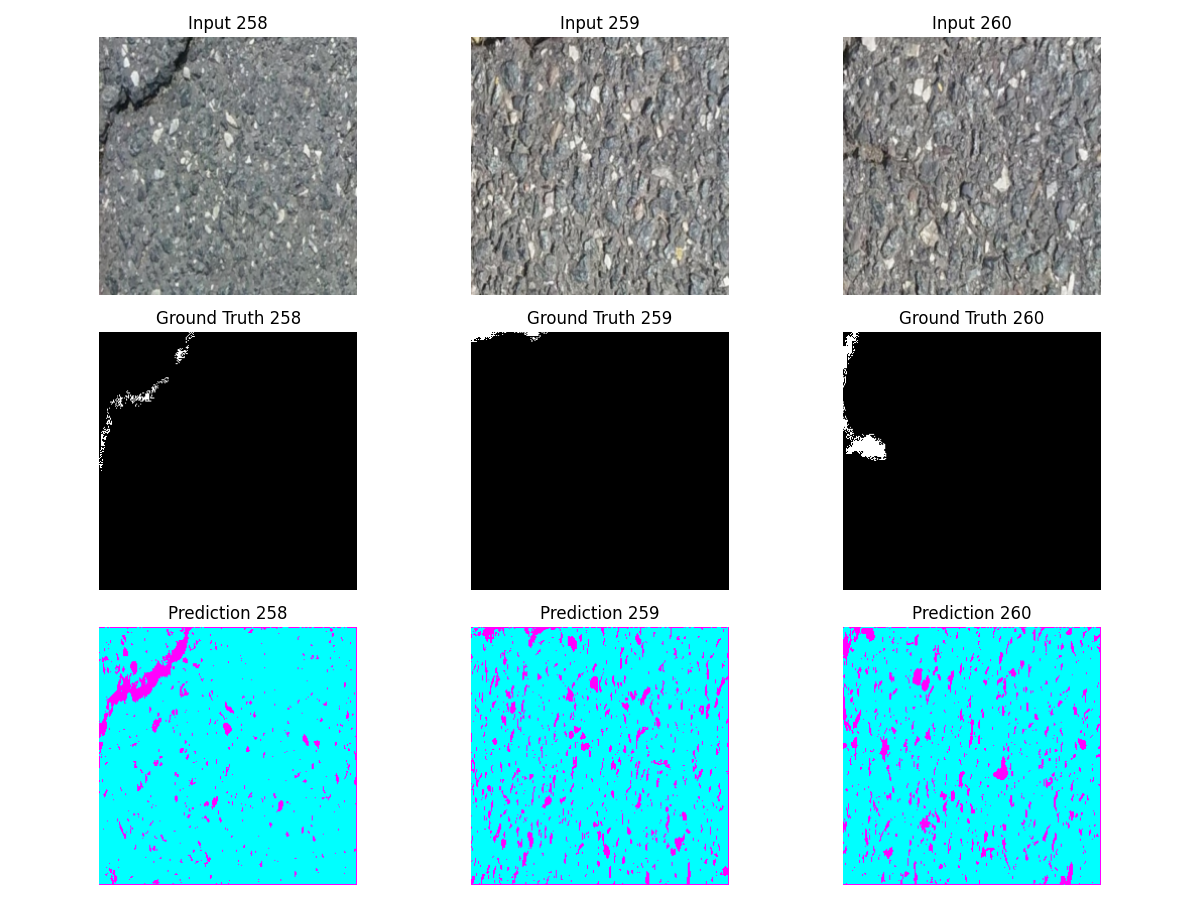 Input 258
Input 259
Input 260
Ground Truth 258
Ground Truth 259
Ground Truth 260
Prediction 258
Prediction 259
Prediction 260